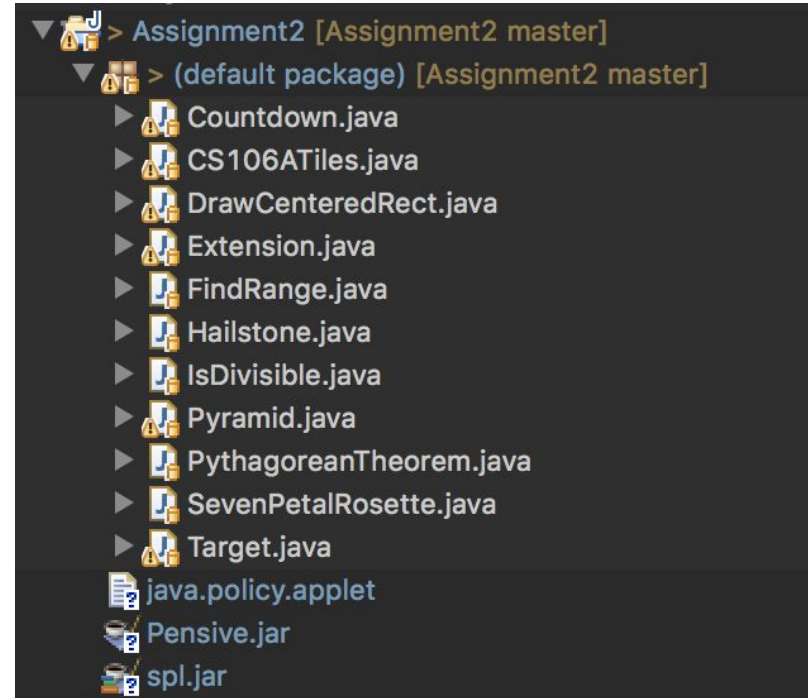 > Assignment2 [Assignment2 master]
> (default package) [Assignment2 master]
Countdown.java
CS106ATiles.java
DrawCenteredRect.java
Extension.java
FindRange.java
Hailstone.java
IsDivisible.java
Pyramid.java
PythagoreanTheorem.java
SevenPetalRosette.java
Target.java
java.policy.applet
Pensive.jar
spl.jar